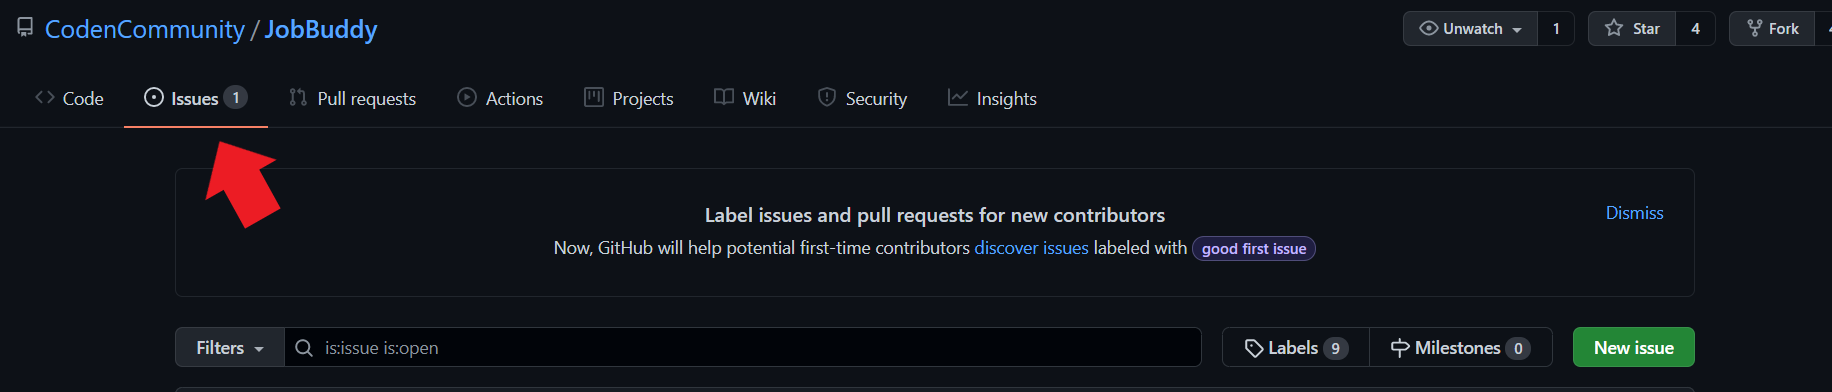 CodenCommunity / JobBuddy Unwatch 1 Star 4 Fork
Code Issues 1 Pull requests Actions Projects Wiki Security Insights
Label issues and pull requests for new contributors Dismiss
Now, GitHub will help potential first-time contributors discover issues labeled with good first issue
Filters is:issue is:open Labels 9 Milestones 0 New issue